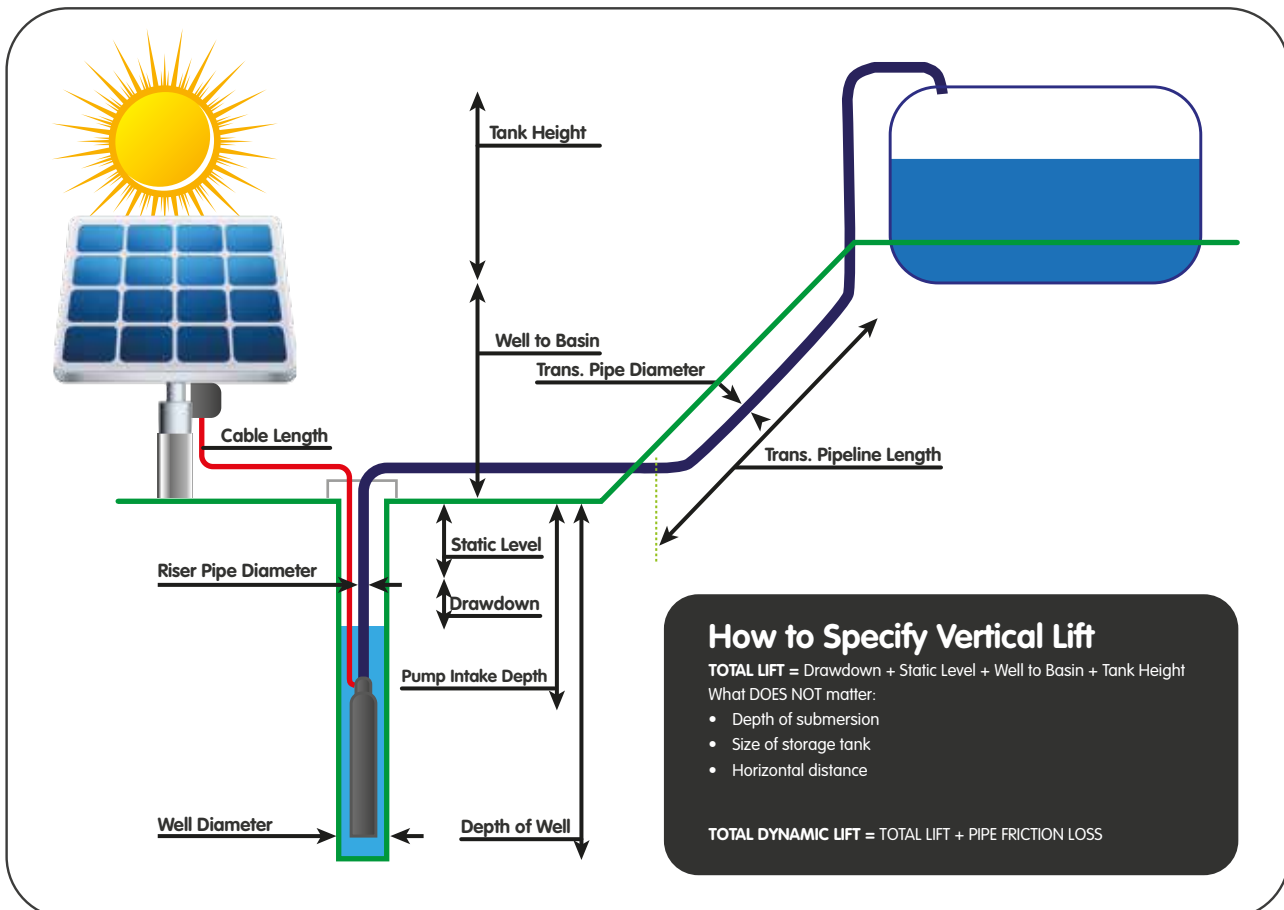 Tank Height
Well to Basin
Trans. Pipe Diameter
Cable Length
Trans. Pipeline Length
Static Level
Riser Pipe Diameter
Drawdown
Pump Intake Depth
Well Diameter
Depth of Well
How to Specify Vertical Lift
TOTAL LIFT = Drawdown + Static Level + Well to Basin + Tank Height
What DOES NOT matter:
• Depth of submersion
• Size of storage tank
• Horizontal distance
TOTAL DYNAMIC LIFT = TOTAL LIFT + PIPE FRICTION LOSS